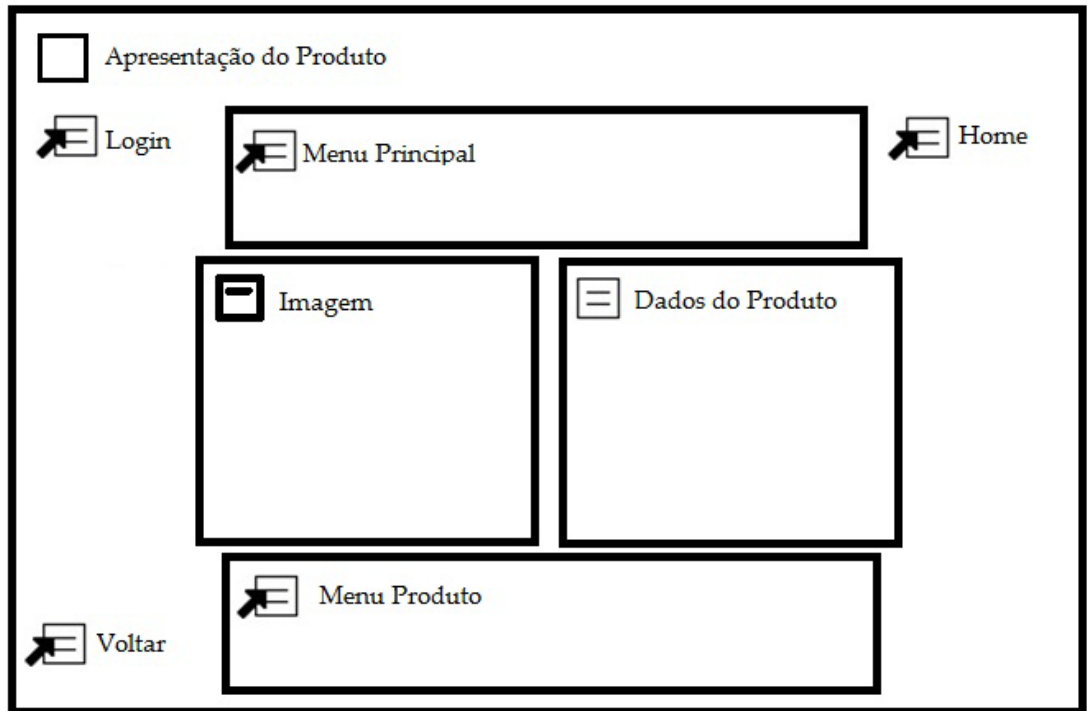 Apresentação do Produto
Login
Menu Principal
Home
Imagem
Dados do Produto
Menu Produto
Voltar